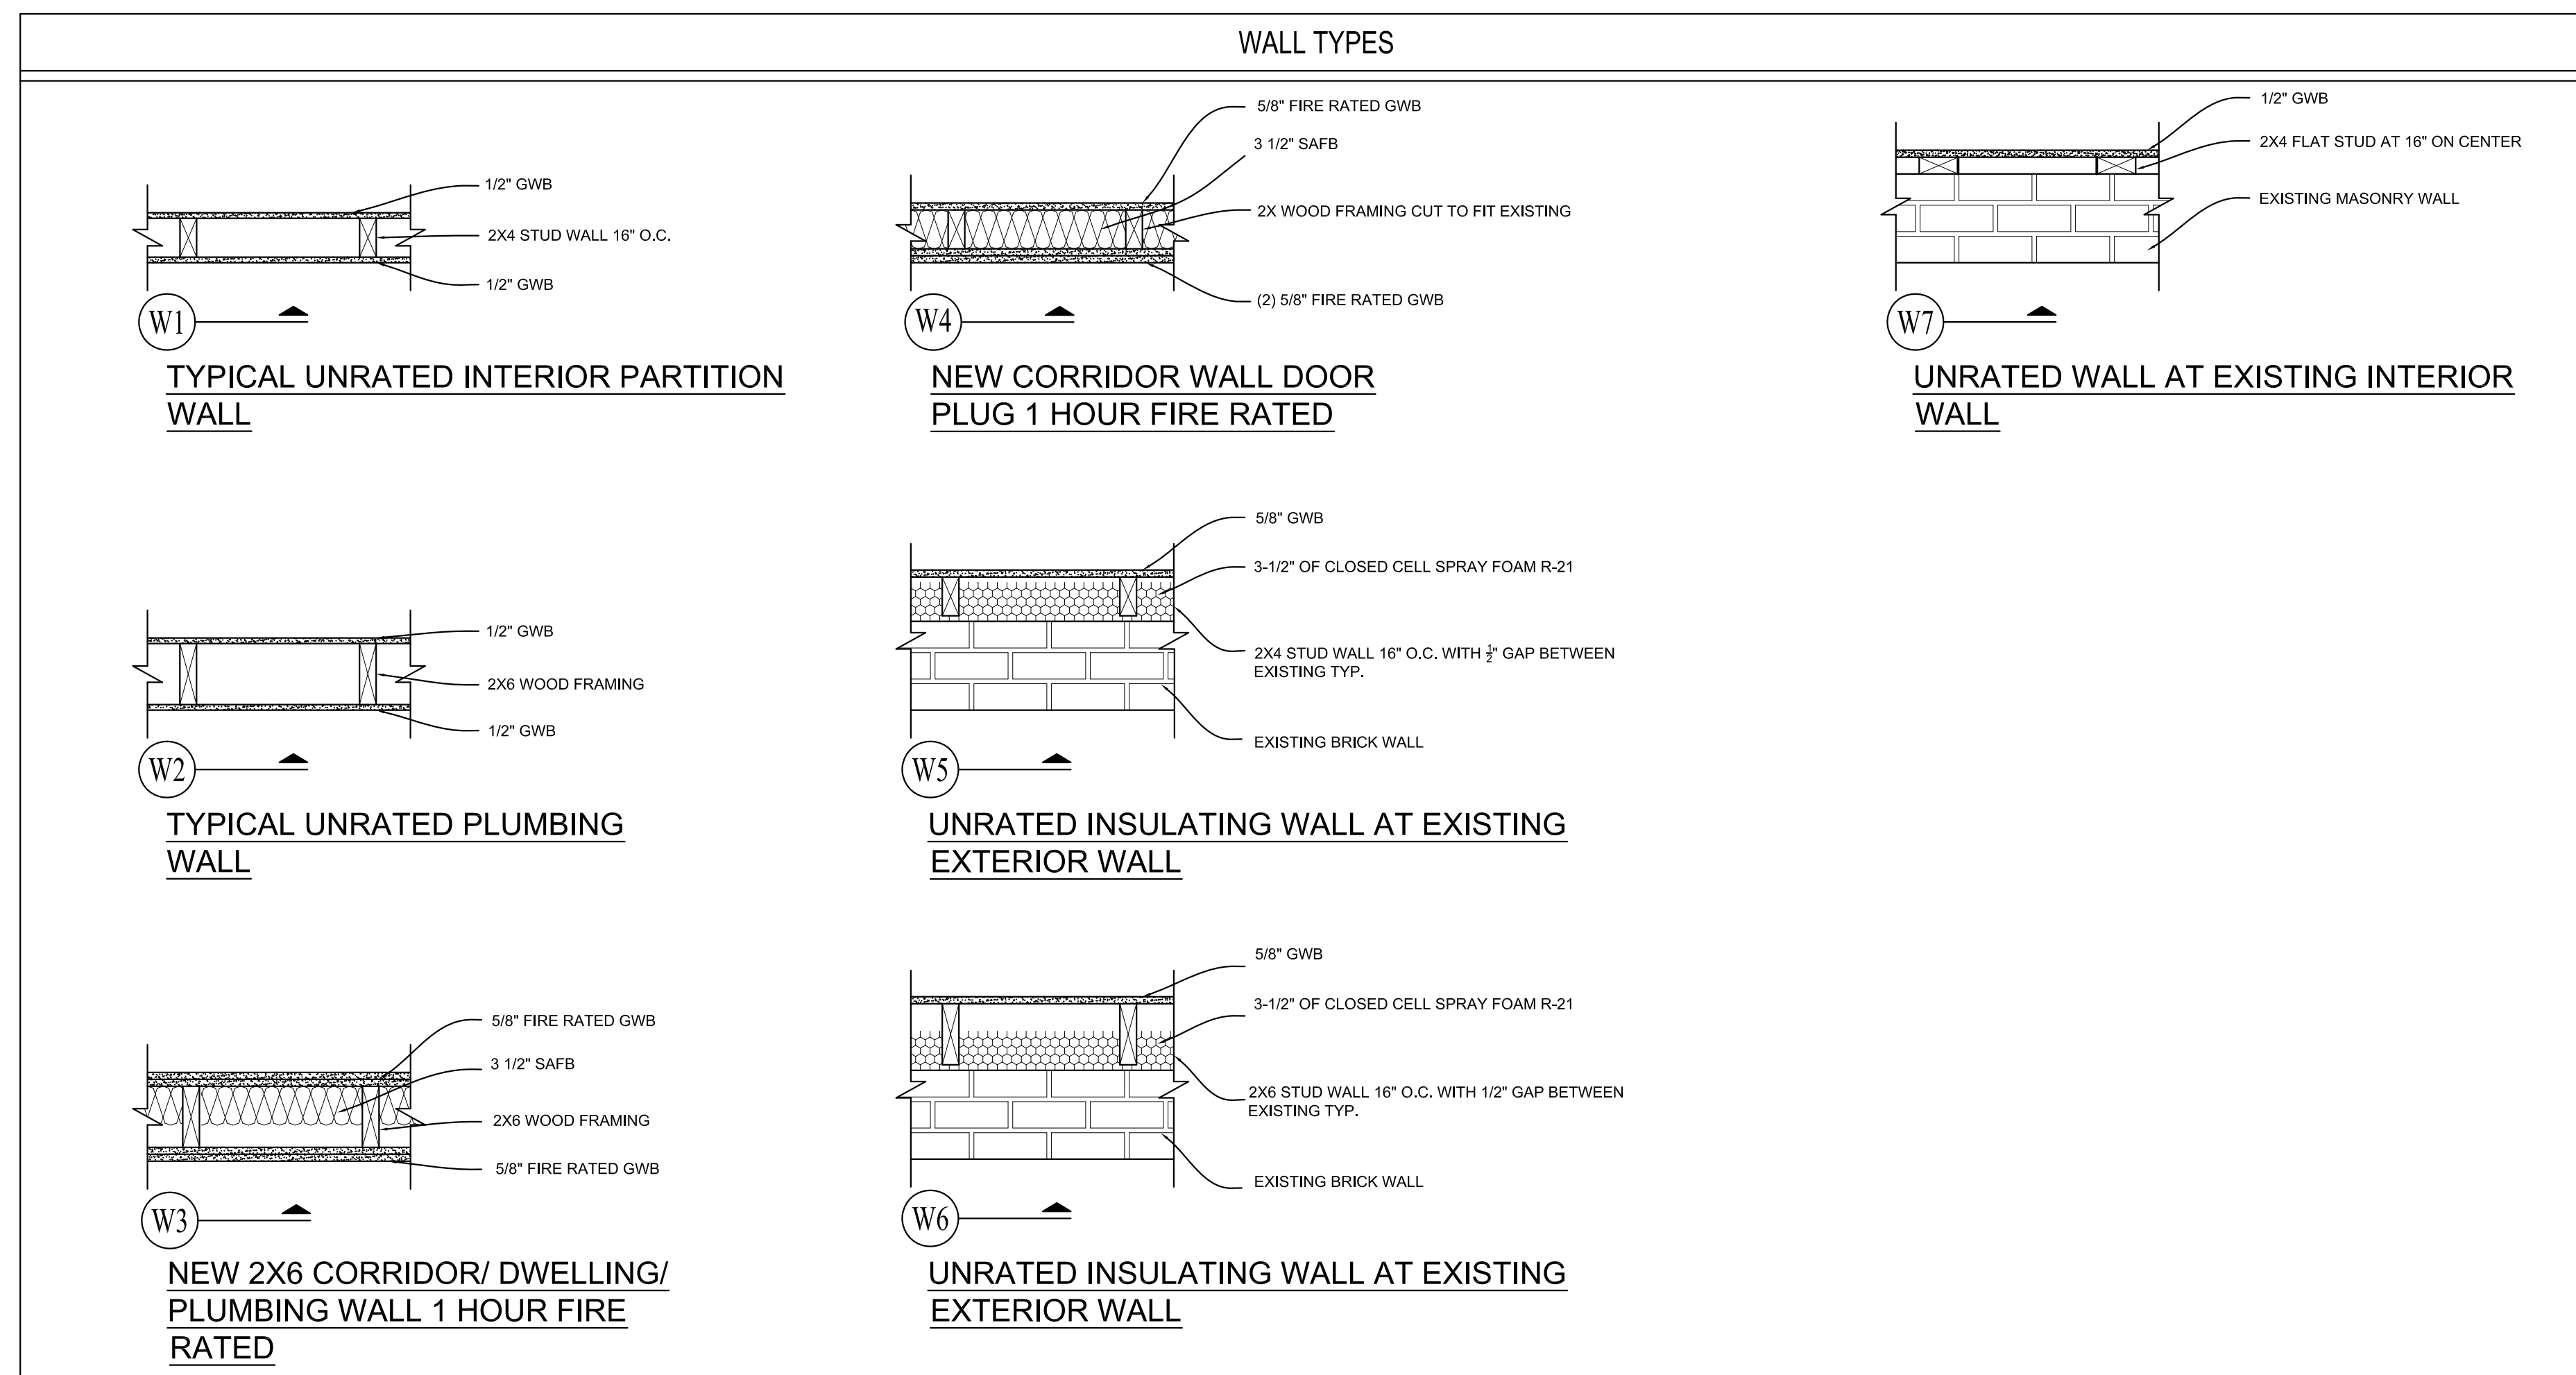 WALL TYPES
1/2" GWB
2X4 STUD WALL 16" O.C.
1/2" GWB
W1
TYPICAL UNRATED INTERIOR PARTITION
WALL
1/2" GWB
2X6 WOOD FRAMING
1/2" GWB
W2
TYPICAL UNRATED PLUMBING
WALL
5/8" FIRE RATED GWB
3 1/2" SAFB
2X6 WOOD FRAMING
5/8" FIRE RATED GWB
W3
NEW 2X6 CORRIDOR/ DWELLING/
PLUMBING WALL 1 HOUR FIRE
RATED
5/8" FIRE RATED GWB
3 1/2" SAFB
2X WOOD FRAMING CUT TO FIT EXISTING
(2) 5/8" FIRE RATED GWB
W4
NEW CORRIDOR WALL DOOR
PLUG 1 HOUR FIRE RATED
5/8" GWB
3-1/2" OF CLOSED CELL SPRAY FOAM R-21
2X4 STUD WALL 16" O.C. WITH ½" GAP BETWEEN
EXISTING TYP.
EXISTING BRICK WALL
W5
UNRATED INSULATING WALL AT EXISTING
EXTERIOR WALL
5/8" GWB
3-1/2" OF CLOSED CELL SPRAY FOAM R-21
2X6 STUD WALL 16" O.C. WITH 1/2" GAP BETWEEN
EXISTING TYP.
EXISTING BRICK WALL
W6
UNRATED INSULATING WALL AT EXISTING
EXTERIOR WALL
1/2" GWB
2X4 FLAT STUD AT 16" ON CENTER
EXISTING MASONRY WALL
W7
UNRATED WALL AT EXISTING INTERIOR
WALL